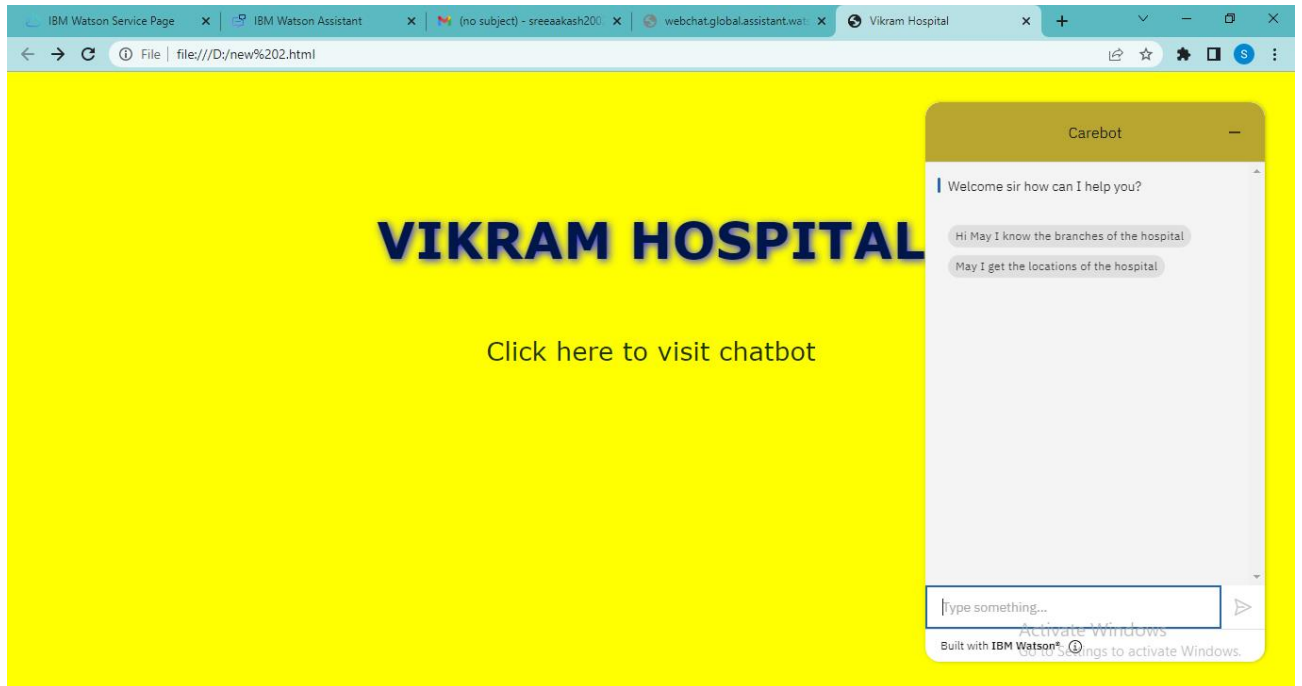 IBM Watson Service Page
IBM Watson Assistant
(no subject) - sreeaakash200
webchat.global.assistant.wat
Vikram Hospital
File
file:///D:/new%202.html
S
Carebot
Welcome sir how can I help you?
Hi May I know the branches of the hospital
May I get the locations of the hospital
VIKRAM HOSPITAL
Click here to visit chatbot
Type something...
Activate Windows
Built with IBM Watson®
Go to Settings to activate Windows.